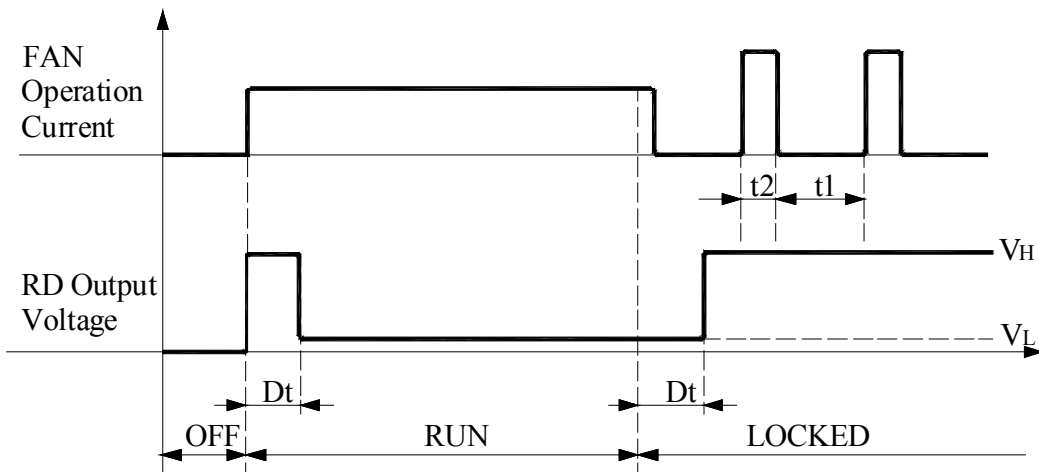 FAN
Operation
Current
t2
t1
VH
RD Output
Voltage
VL
Dt
Dt
OFF
RUN
LOCKED